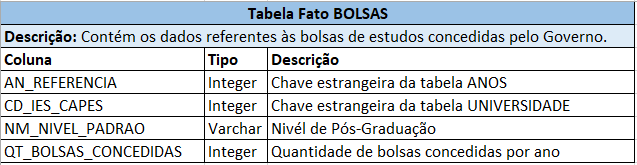 Tabela Fato BOLSAS
Descrição: Contém os dados referentes às bolsas de estudos concedidas pelo Governo.
Coluna Tipo Descrição
AN_REFERENCIA Integer Chave estrangeira da tabela ANOS
CD_IES_CAPES Integer Chave estrangeira da tabela UNIVERSIDADE
NM_NIVEL_PADRAO Varchar Nivél de Pós-Graduação
QT_BOLSAS_CONCEDIDAS Integer Quantidade de bolsas concedidas por ano